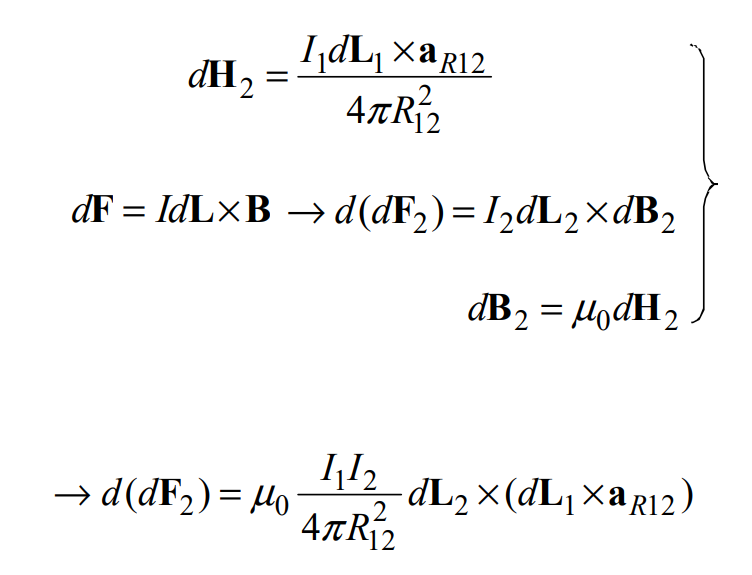 d𝐇₂ = I₁d𝐋₁ × 𝐚_R12 / 4πR₁₂²
d𝐅 = Id𝐋 × 𝐁 → d(d𝐅₂) = I₂d𝐋₂ × d𝐁₂
d𝐁₂ = μ₀d𝐇₂
→ d(d𝐅₂) = μ₀ I₁I₂ / 4πR₁₂² d𝐋₂ × (d𝐋₁ × 𝐚_R12)